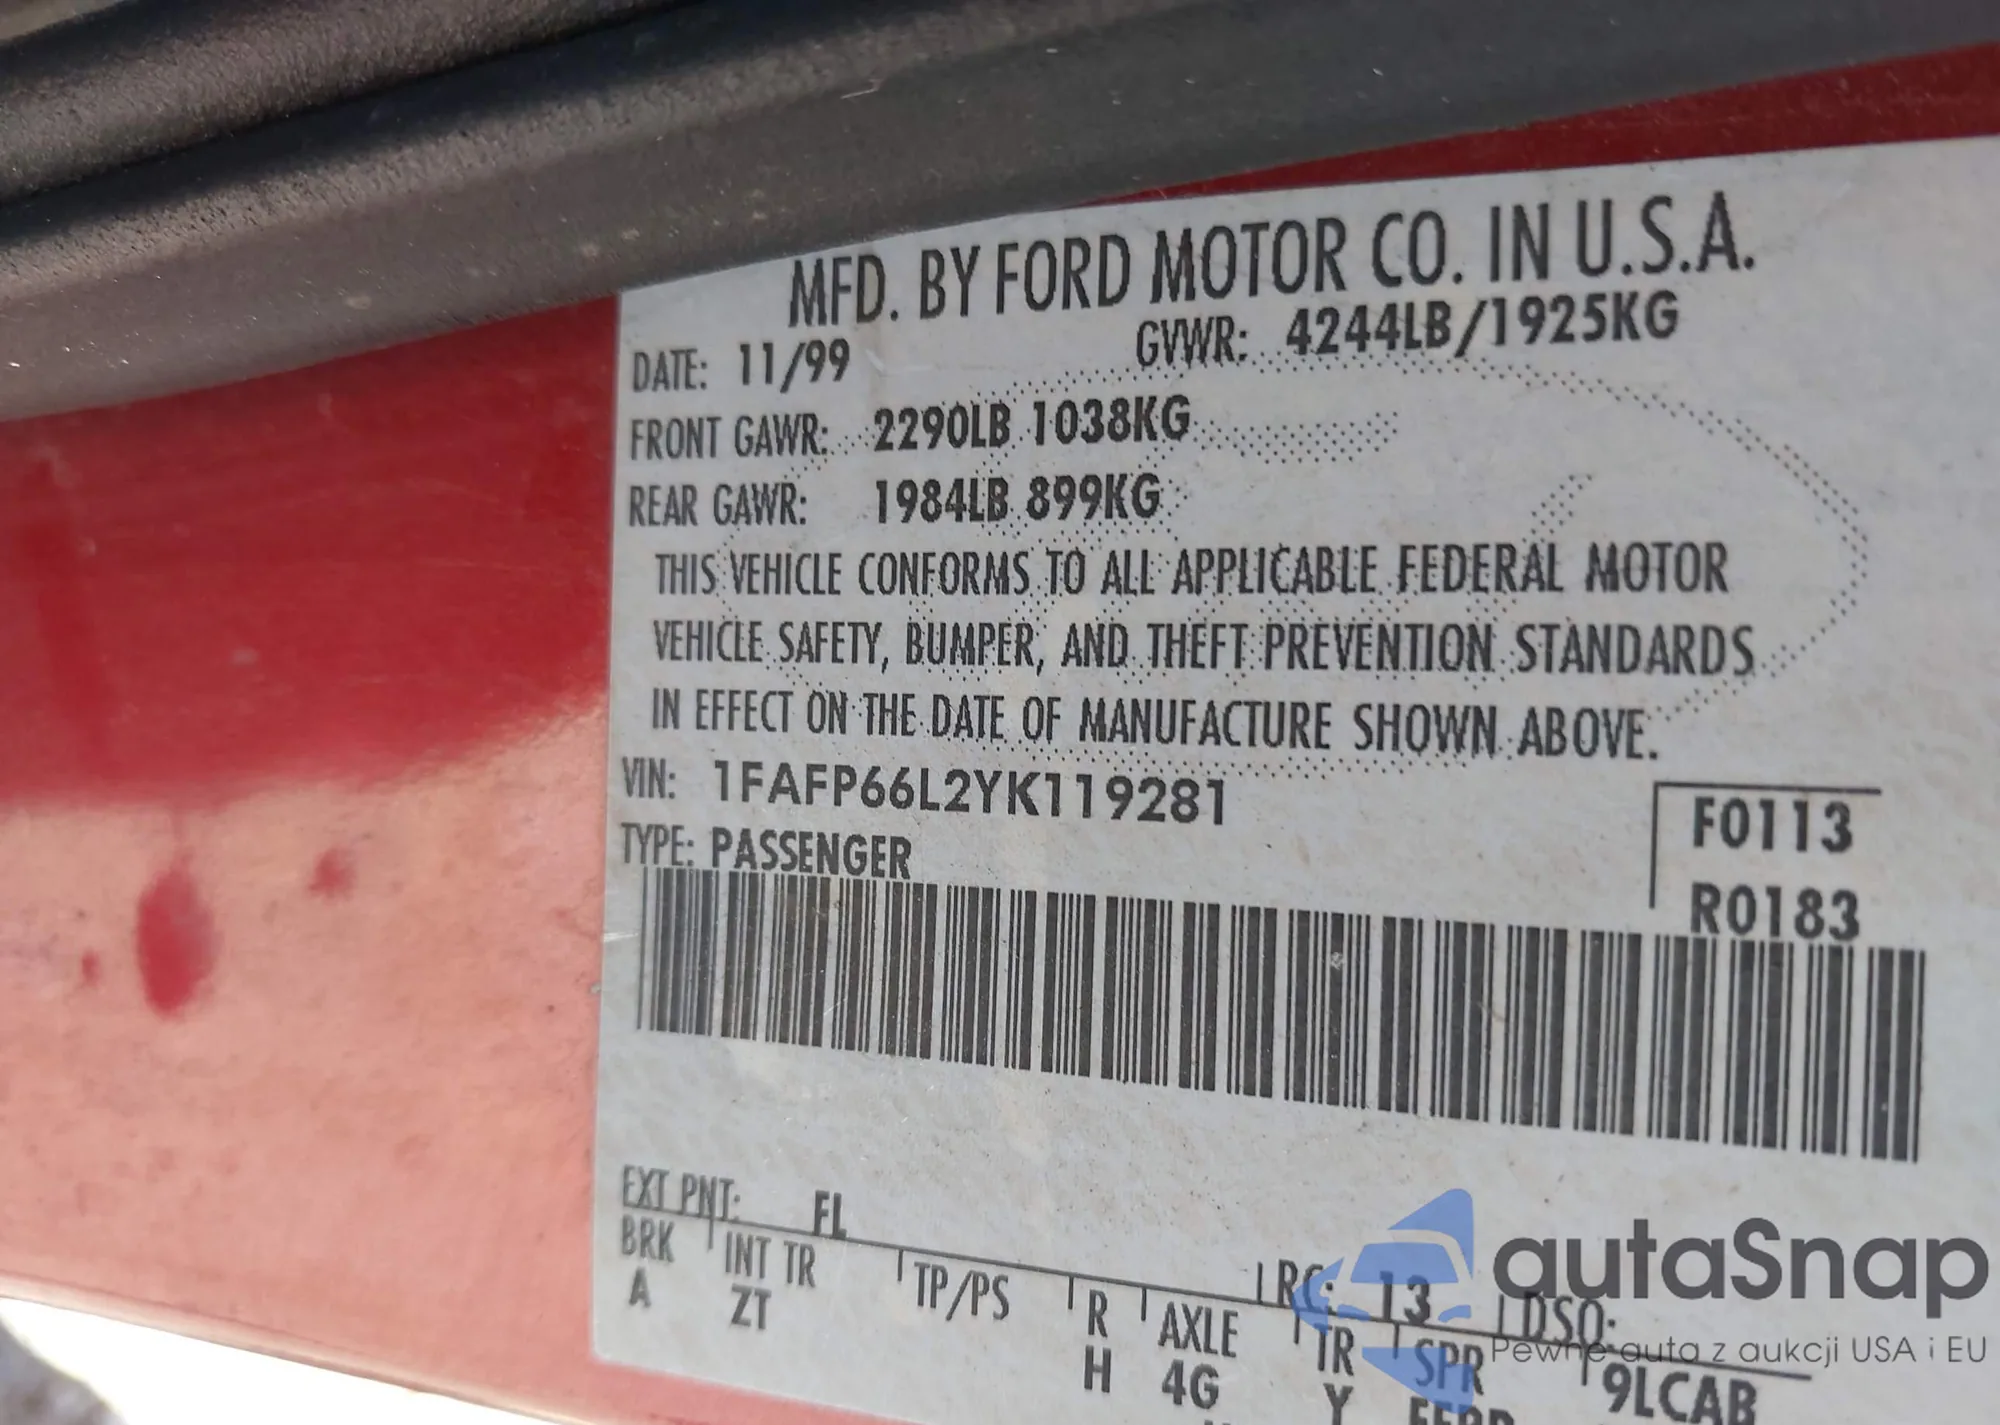 MFD. BY FORD MOTOR CO. IN U.S.A.
DATE: 11/99 GVWR: 4244LB/1925KG
FRONT GAWR: 2290LB 1038KG
REAR GAWR: 1984LB 899KG
THIS VEHICLE CONFORMS TO ALL APPLICABLE FEDERAL MOTOR
VEHICLE SAFETY, BUMPER, AND THEFT PREVENTION STANDARDS
IN EFFECT ON THE DATE OF MANUFACTURE SHOWN ABOVE.
VIN: 1FAFP66L2YK119281
F0113
TYPE: PASSENGER
R0183
EXT PNT: FL RC: 13 DSO:
BRK INT TR TP/PS R AXLE TR SPR
A ZT H 4G Y 9LCAB
autaSnap
Pewne auta z aukcji USA i EU